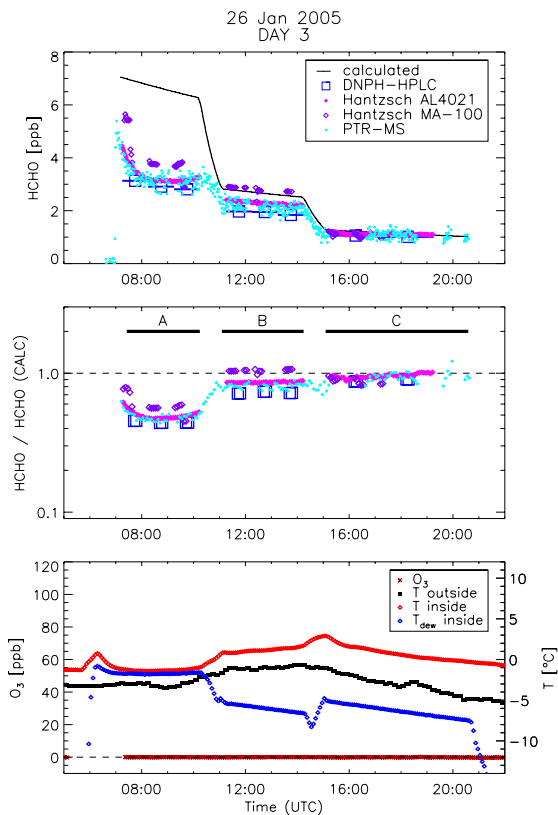 26 Jan 2005
DAY 3
8
6
4
2
0
HCHO [ppb]
calculated
DNPH-HPLC
Hantzsch AL4021
Hantzsch MA-100
PTR-MS
08:00 12:00 16:00 20:00
A B C
1.0
0.1
HCHO / HCHO (CALC)
08:00 12:00 16:00 20:00
120
100
80
60
40
20
0
O3 [ppb]
O3
T outside
T inside
Tdew inside
10
5
0
-5
-10
T [°C]
08:00 12:00 16:00 20:00
Time (UTC)